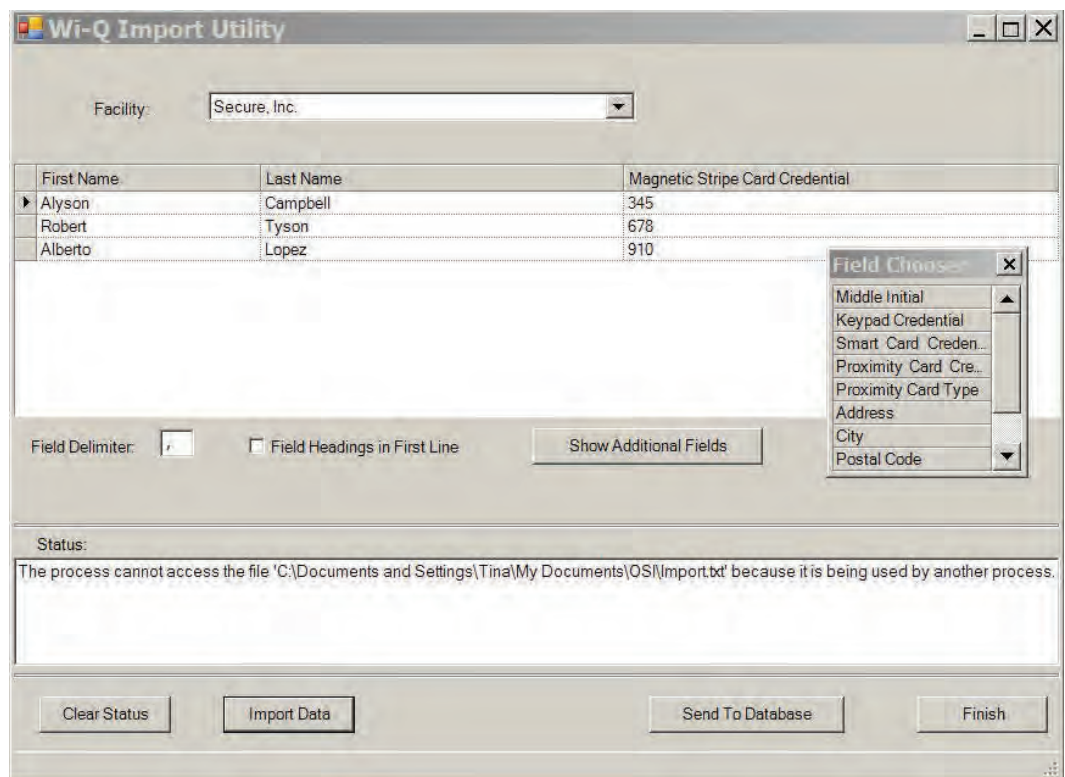 Wi-Q Import Utility
Facility: Secure, Inc.
First Name Last Name Magnetic Stripe Card Credential
Alyson Campbell 345
Robert Tyson 678
Alberto Lopez 910
Field Chooser
Middle Initial
Keypad Credential
Smart Card Creden...
Proximity Card Cre...
Proximity Card Type
Address
City
Postal Code
Field Delimiter: , Field Headings in First Line Show Additional Fields
Status:
The process cannot access the file 'C:\Documents and Settings\Tina\My Documents\OSI\Import.txt' because it is being used by another process.
Clear Status Import Data Send To Database Finish